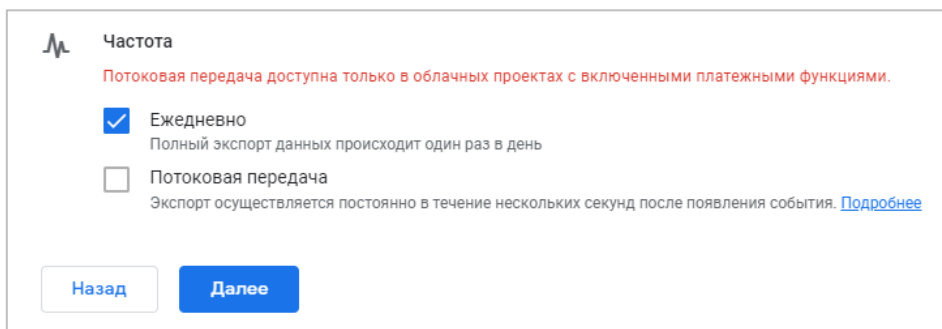 Частота
Потоковая передача доступна только в облачных проектах с включенными платежными функциями.
Ежедневно
Полный экспорт данных происходит один раз в день
Потоковая передача
Экспорт осуществляется постоянно в течение нескольких секунд после появления события. Подробнее
Назад Далее